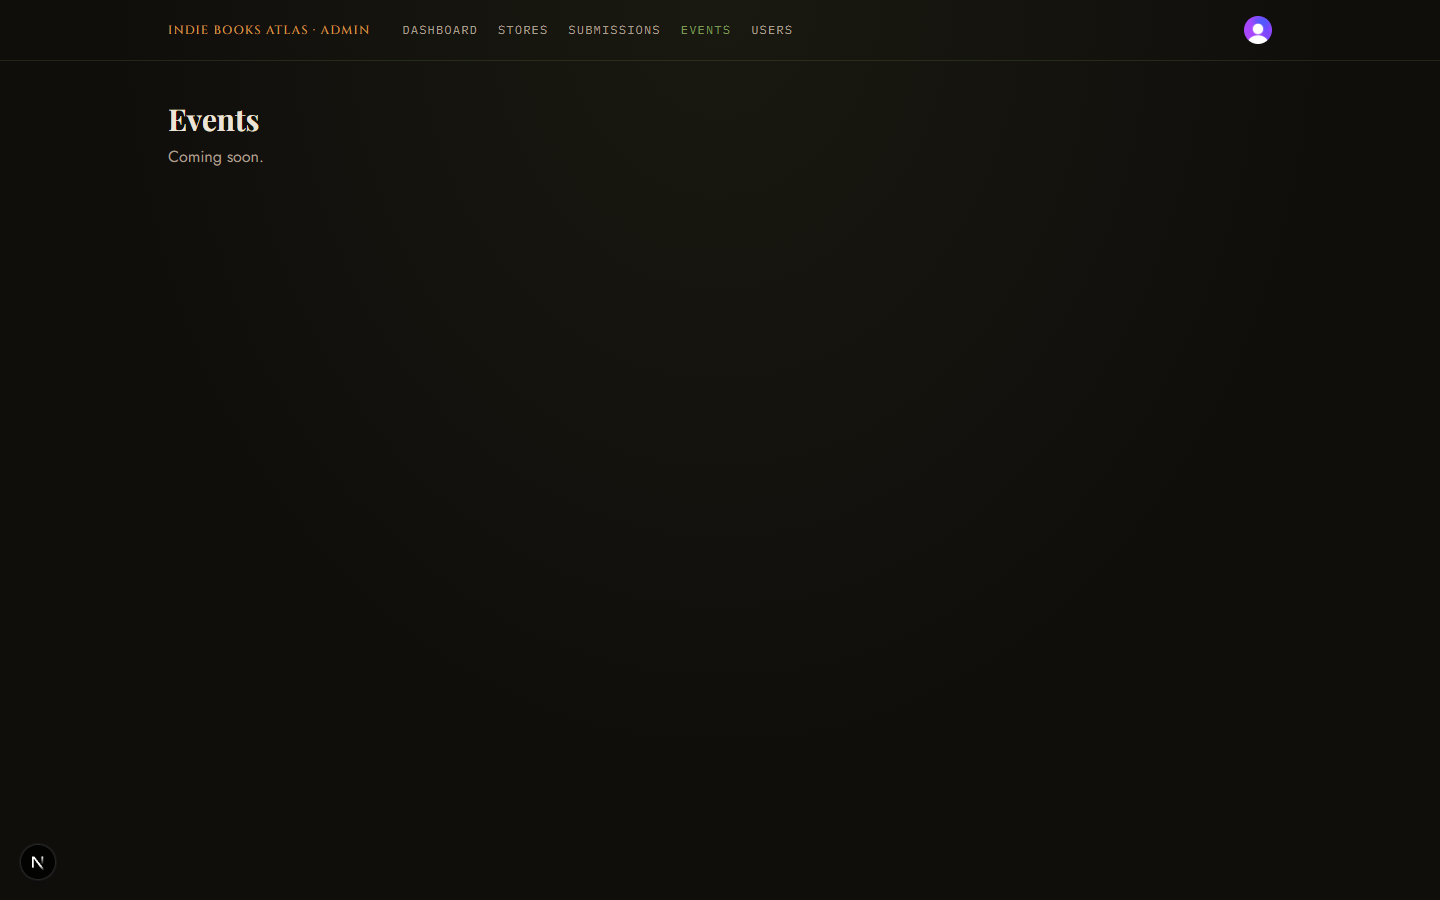 INDIE BOOKS ATLAS · ADMIN DASHBOARD STORES SUBMISSIONS EVENTS USERS
Events
Coming soon.
N